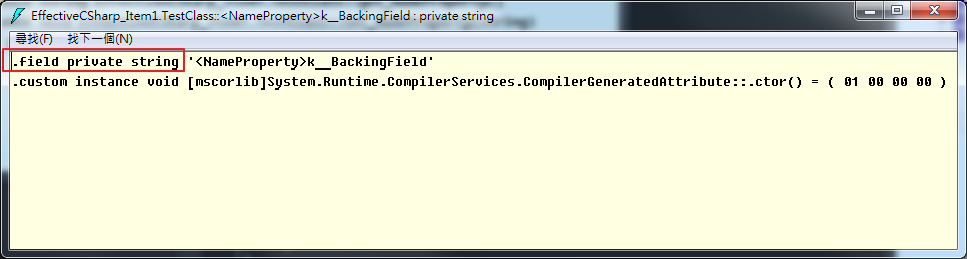 EffectiveCSharp_Item1.TestClass::<NameProperty>k__BackingField : private string
尋找(F) 找下一個(N)
.field private string '<NameProperty>k__BackingField'
.custom instance void [mscorlib]System.Runtime.CompilerServices.CompilerGeneratedAttribute::.ctor() = ( 01 00 00 00 )